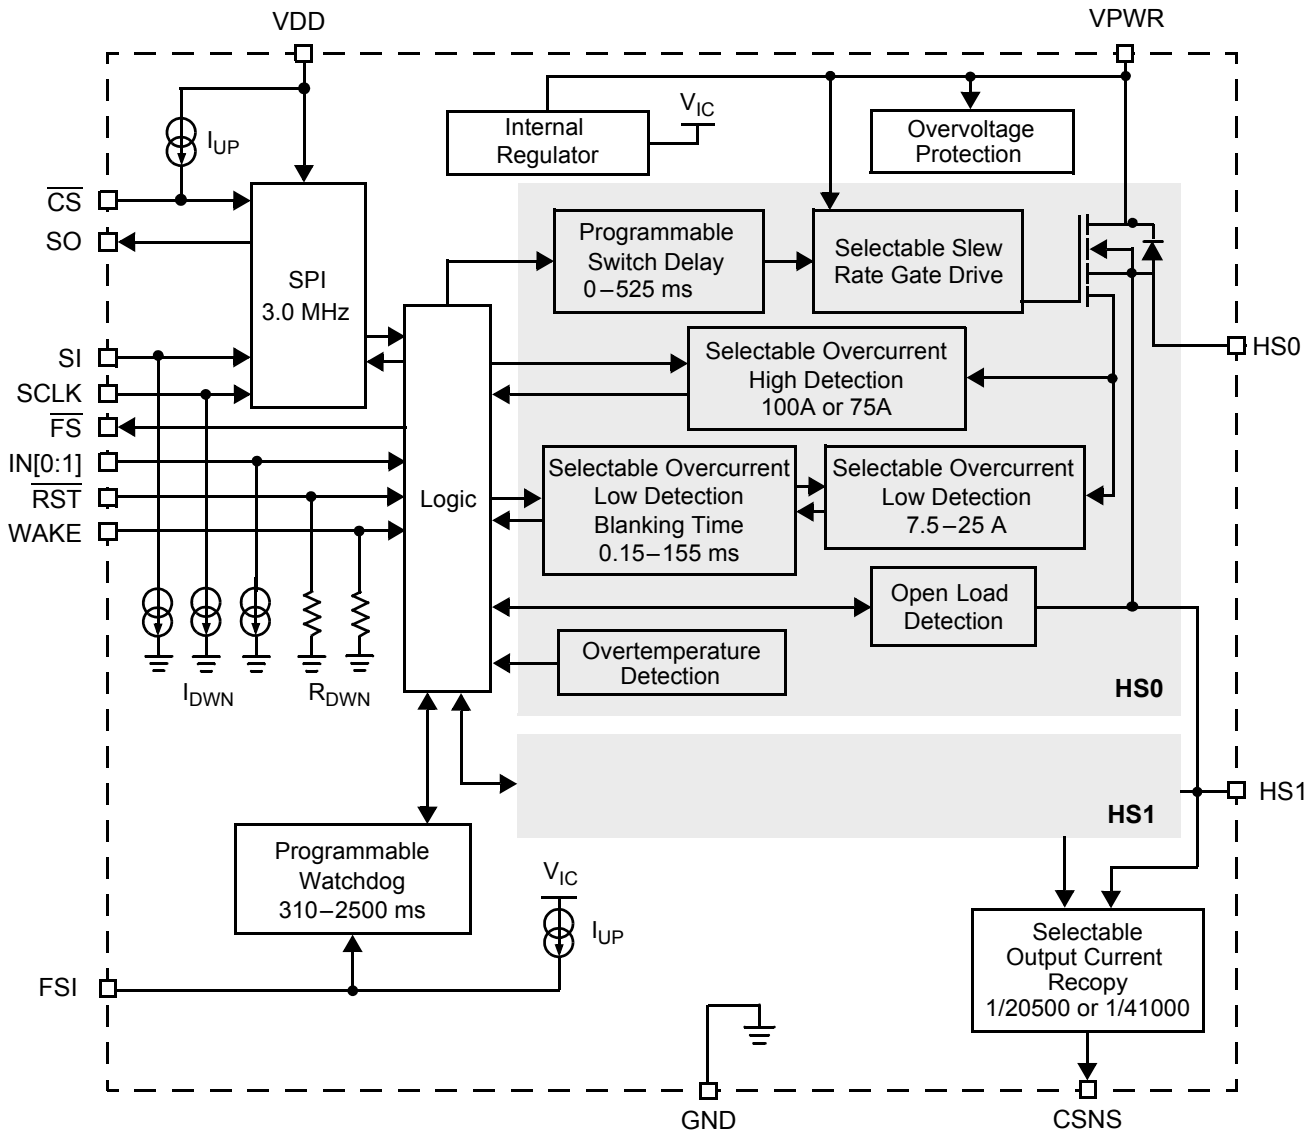 VDD
VPWR
Internal
Regulator
VIC
Overvoltage
Protection
IUP
CS
SO
SPI
3.0 MHz
Programmable
Switch Delay
0–525 ms
Selectable Slew
Rate Gate Drive
SI
SCLK
FS
IN[0:1]
RST
WAKE
Logic
Selectable Overcurrent
High Detection
100A or 75A
HS0
Selectable Overcurrent
Low Detection
Blanking Time
0.15–155 ms
Selectable Overcurrent
Low Detection
7.5–25 A
Open Load
Detection
Overtemperature
Detection
HS0
IDWN
RDWN
HS1
HS1
Programmable
Watchdog
310–2500 ms
VIC
IUP
FSI
Selectable
Output Current
Recopy
1/20500 or 1/41000
GND
CSNS